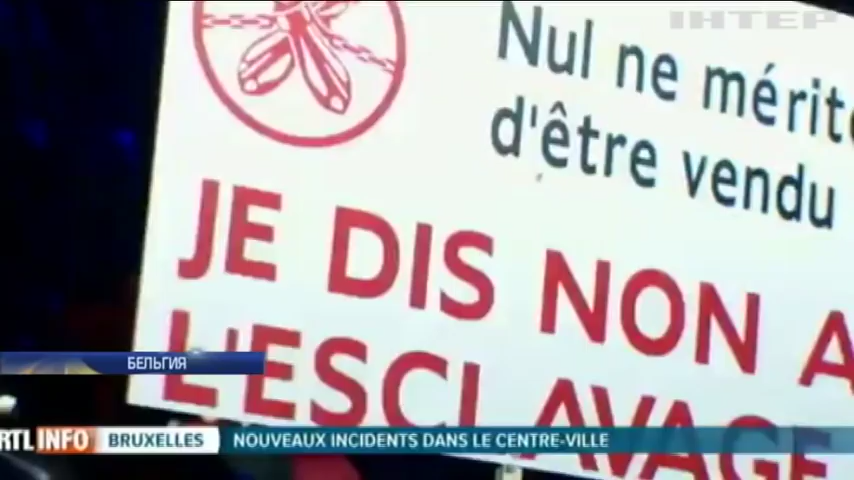 ІНТЕР
Nul ne mérite
d'être vendu
JE DIS NON A
L'ESCLAVAGE
БЕЛЬГИЯ
RTL INFO BRUXELLES NOUVEAUX INCIDENTS DANS LE CENTRE-VILLE